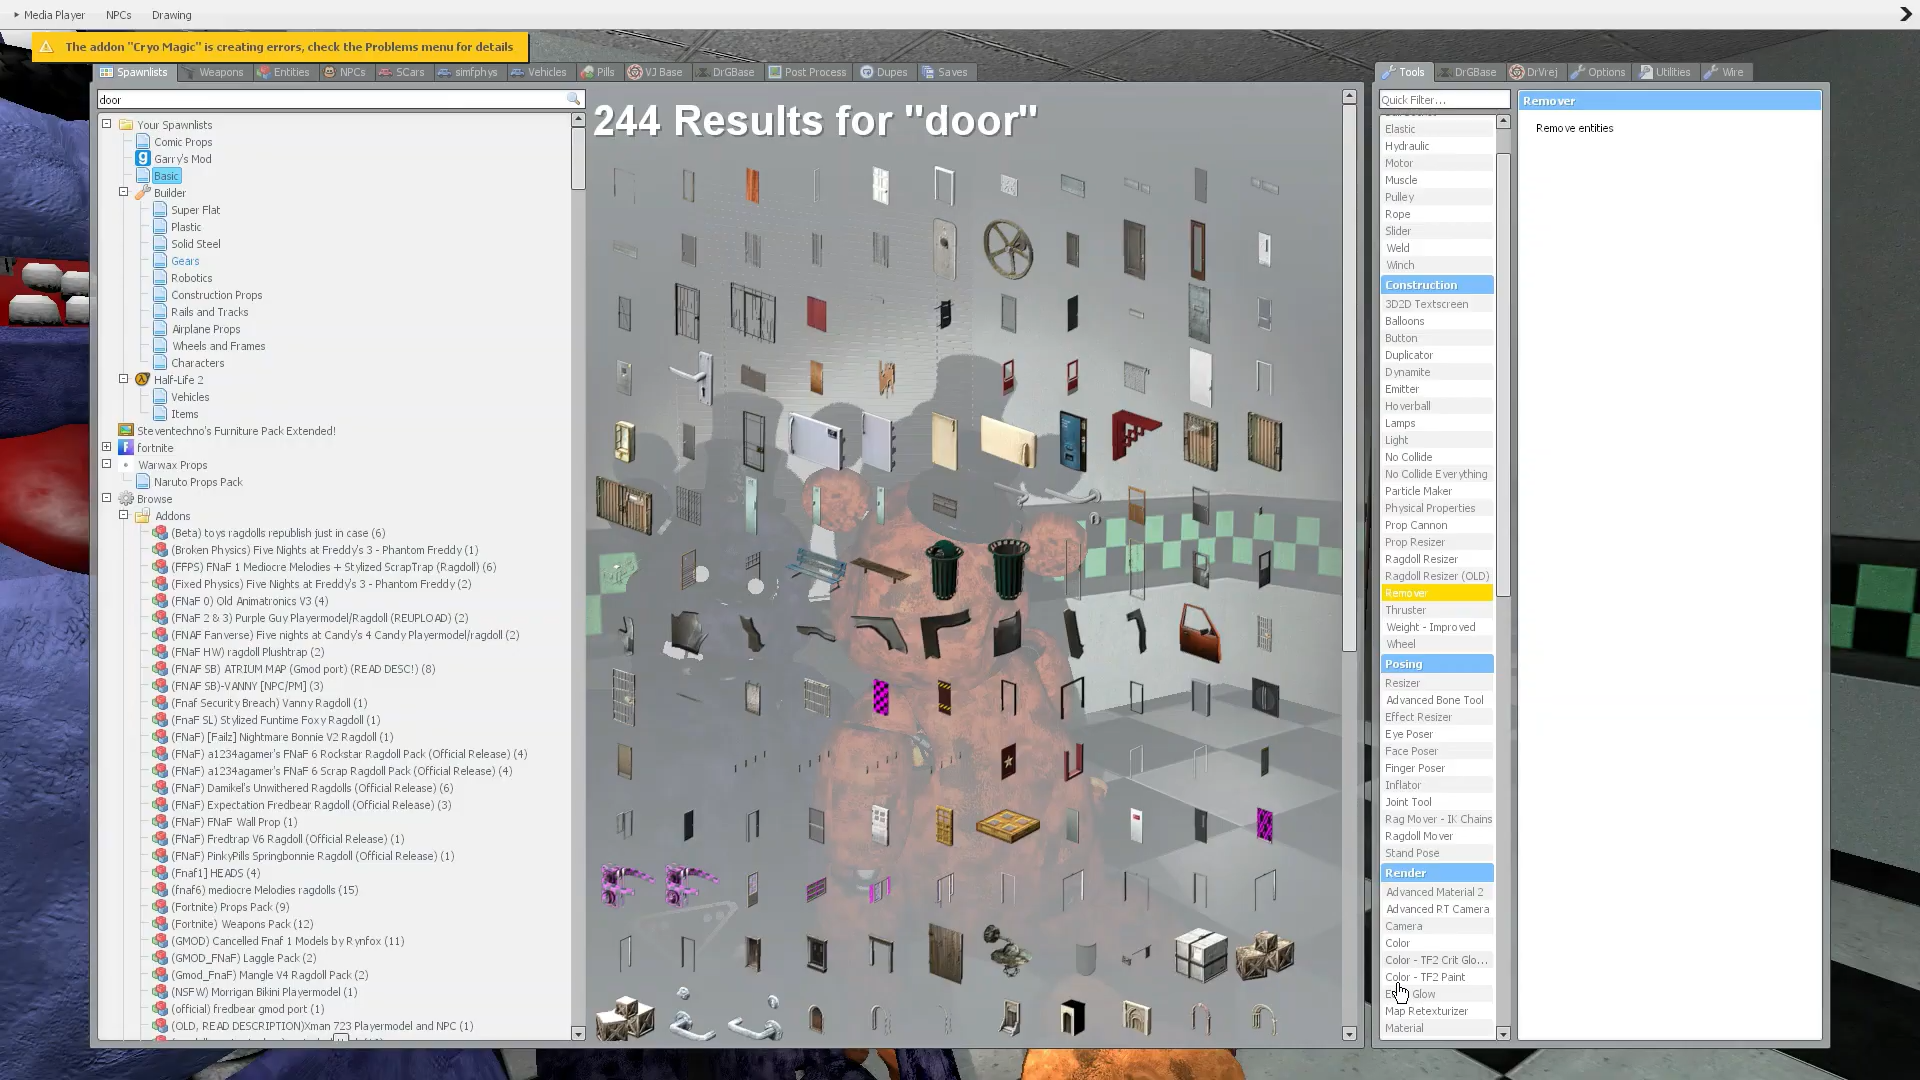 Media Player NPCs Drawing
The addon "Cryo Magic" is creating errors, check the Problems menu for details
Spawnlists Weapons Entities NPCs SCars simfphys Vehicles Pills VJ Base DrGBase Post Process Dupes Saves
door
Your Spawnlists
Comic Props
Garry's Mod
Basic
Builder
Super Flat
Plastic
Solid Steel
Gears
Robotics
Construction Props
Rails and Tracks
Airplane Props
Wheels and Frames
Characters
Half-Life 2
Vehicles
Items
Steventechno's Furniture Pack Extended!
fortnite
Warwax Props
Naruto Props Pack
Browse
Addons
(Beta) toys ragdolls republish just in case (6)
(Broken Physics) Five Nights at Freddy's 3 - Phantom Freddy (1)
(FFPS) FNaF 1 Mediocre Melodies + Stylized ScrapTrap (Ragdoll) (6)
(Fixed Physics) Five Nights at Freddy's 3 - Phantom Freddy (2)
(FNaF 0) Old Animatronics V3 (4)
(FNaF 2 & 3) Purple Guy Playermodel/Ragdoll (REUPLOAD) (2)
(FNAF Fanverse) Five nights at Candy's 4 Candy Playermodel/ragdoll (2)
(FNaF HW) ragdoll Plushtrap (2)
(FNAF SB) ATRIUM MAP (Gmod port) (READ DESC!) (8)
(FNAF SB)-VANNY [NPC/PM] (3)
(Fnaf Security Breach) Vanny Ragdoll (1)
(FnaF SL) Stylized Funtime Foxy Ragdoll (1)
(FNaF) [Failz] Nightmare Bonnie V2 Ragdoll (1)
(FNaF) a1234agamer's FNaF 6 Rockstar Ragdoll Pack (Official Release) (4)
(FNaF) a1234agamer's FNaF 6 Scrap Ragdoll Pack (Official Release) (4)
(FNaF) Damikel's Unwithered Ragdolls (Official Release) (6)
(FNaF) Expectation Fredbear Ragdoll (Official Release) (3)
(FNaF) FNaF Wall Prop (1)
(FNaF) Fredtrap V6 Ragdoll (Official Release) (1)
(FNaF) PinkyPills Springbonnie Ragdoll (Official Release) (1)
(Fnaf1] HEADS (4)
(fnaf6) mediocre Melodies ragdolls (15)
(Fortnite) Props Pack (9)
(Fortnite) Weapons Pack (12)
(GMOD) Cancelled Fnaf 1 Models by Rynfox (11)
(GMOD_FNaF) Laggle Pack (2)
(Gmod_FnaF) Mangle V4 Ragdoll Pack (2)
(NSFW) Morrigan Bikini Playermodel (1)
(official) fredbear gmod port (1)
(OLD, READ DESCRIPTION)Xman 723 Playermodel and NPC (1)
244 Results for "door"
Tools DrGBase DrVrej Options Utilities Wire
Quick Filter...
Elastic
Hydraulic
Motor
Muscle
Pulley
Rope
Slider
Weld
Winch
Construction
3D2D Textscreen
Balloons
Button
Duplicator
Dynamite
Emitter
Hoverball
Lamps
Light
No Collide
No Collide Everything
Particle Maker
Physical Properties
Prop Cannon
Prop Resizer
Ragdoll Resizer
Ragdoll Resizer (OLD)
Remover
Thruster
Weight - Improved
Wheel
Posing
Resizer
Advanced Bone Tool
Effect Resizer
Eye Poser
Face Poser
Finger Poser
Inflator
Joint Tool
Rag Mover - IK Chains
Ragdoll Mover
Stand Pose
Render
Advanced Material 2
Advanced RT Camera
Camera
Color
Color - TF2 Crit Glo...
Color - TF2 Paint
Glow
Map Retexturizer
Material
Remover
Remove entities